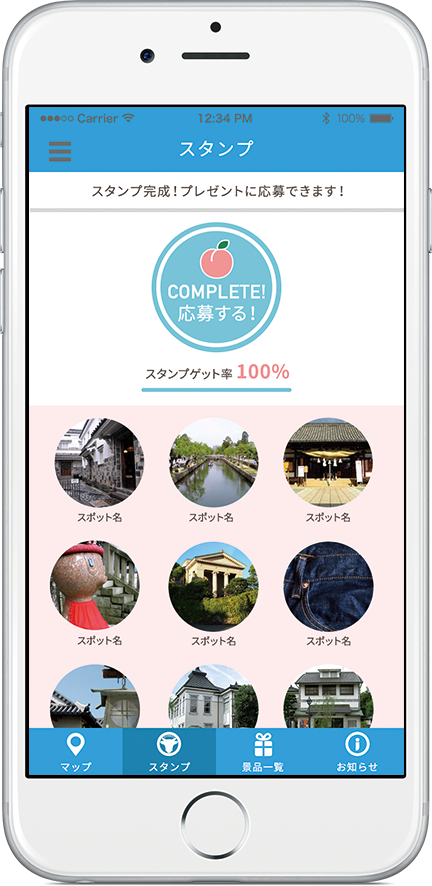 ●●●○○ Carrier
12:34 PM
100%
スタンプ
スタンプ完成！プレゼントに応募できます！
COMPLETE!
応募する！
スタンプゲット率 100%
スポット名
スポット名
スポット名
スポット名
スポット名
スポット名
マップ
スタンプ
景品一覧
お知らせ